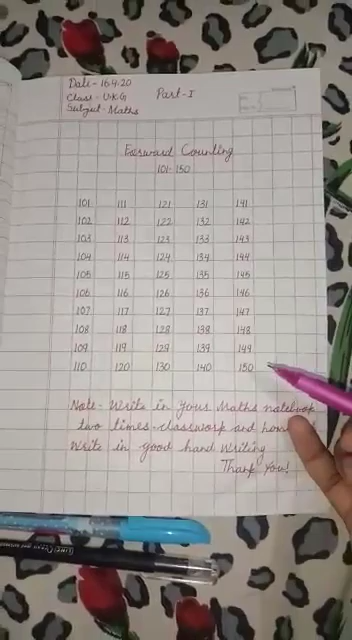 Date - 16.4.20
Class - U.K.G
Subject - Maths
Part - I
Forward Counting
101 - 150
101 111 121 131 141
102 112 122 132 142
103 113 123 133 143
104 114 124 134 144
105 115 125 135 145
106 116 126 136 146
107 117 127 137 147
108 118 128 138 148
109 119 129 139 149
110 120 130 140 150
Note - Write in your Maths notebook
two times - classwork and
Write in good hand writing
Thank You!